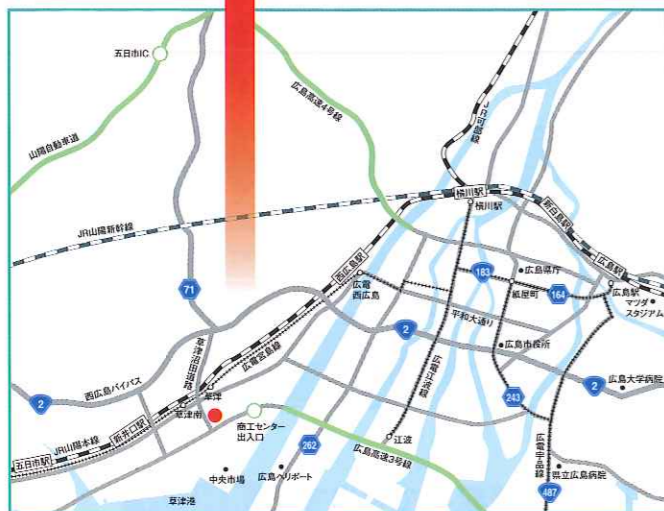 五日市IC
山陽自動車道
広島高速4号線
JR可部線
JR山陽新幹線
横川駅
横川駅
新白島駅
広島駅
広島駅
マツダ
スタジアム
西広島駅
広電
西広島
183
広島県庁
紙屋町
164
71
2
平和大通り
広島市役所
草津沼田道路
広電宮島線
西広島バイパス
2
広電江波線
2
広島大学病院
243
草津
草津南
新井口駅
JR山陽本線
五日市駅
商工センター
出入口
262
江波
広島高速3号線
広電宇品線
中央市場
広島ヘリポート
県立広島病院
草津港
487